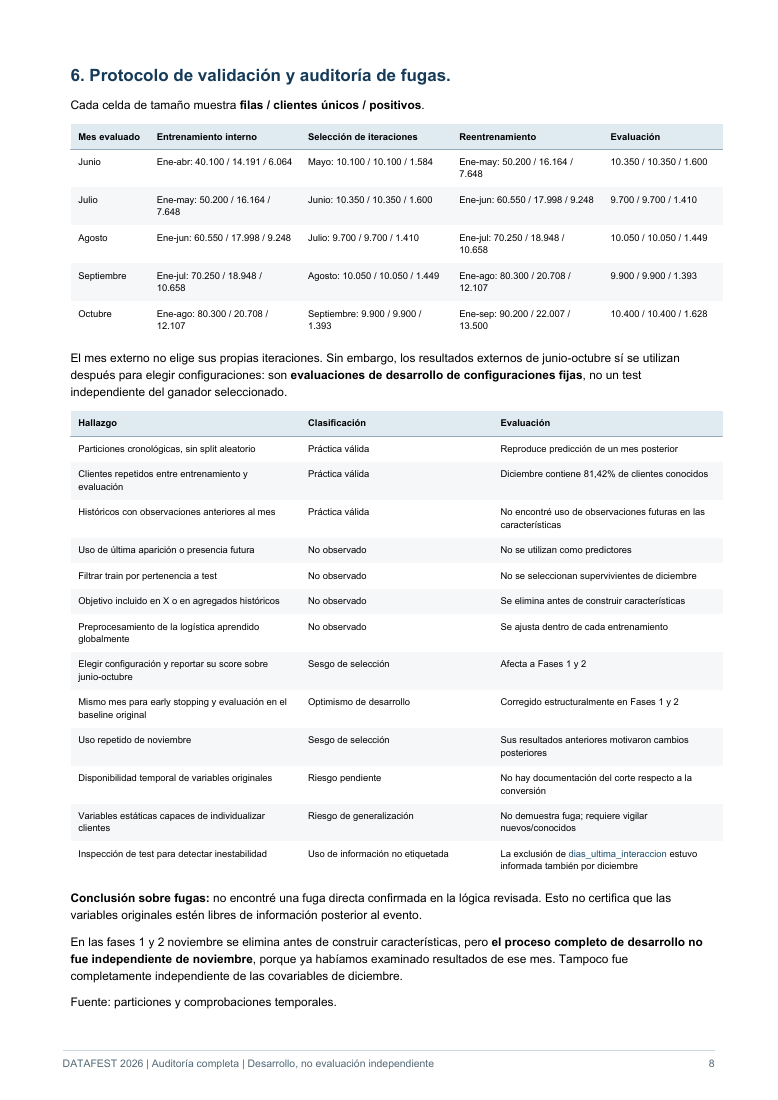 6. Protocolo de validación y auditoría de fugas.
Cada celda de tamaño muestra filas / clientes únicos / positivos.
Mes evaluado Entrenamiento interno Selección de iteraciones Reentrenamiento Evaluación
Junio Ene-abr: 40.100 / 14.191 / 6.064 Mayo: 10.100 / 10.100 / 1.584 Ene-may: 50.200 / 16.164 / 10.350 / 10.350 / 1.600
7.648
Julio Ene-may: 50.200 / 16.164 / Junio: 10.350 / 10.350 / 1.600 Ene-jun: 60.550 / 17.998 / 9.248 9.700 / 9.700 / 1.410
7.648
Agosto Ene-jun: 60.550 / 17.998 / 9.248 Julio: 9.700 / 9.700 / 1.410 Ene-jul: 70.250 / 18.948 / 10.050 / 10.050 / 1.449
10.658
Septiembre Ene-jul: 70.250 / 18.948 / Agosto: 10.050 / 10.050 / 1.449 Ene-ago: 80.300 / 20.708 / 9.900 / 9.900 / 1.393
10.658 12.107
Octubre Ene-ago: 80.300 / 20.708 / Septiembre: 9.900 / 9.900 / Ene-sep: 90.200 / 22.007 / 10.400 / 10.400 / 1.628
12.107 1.393 13.500
El mes externo no elige sus propias iteraciones. Sin embargo, los resultados externos de junio-octubre sí se utilizan
después para elegir configuraciones: son evaluaciones de desarrollo de configuraciones fijas, no un test
independiente del ganador seleccionado.
Hallazgo Clasificación Evaluación
Particiones cronológicas, sin split aleatorio Práctica válida Reproduce predicción de un mes posterior
Clientes repetidos entre entrenamiento y Práctica válida Diciembre contiene 81,42% de clientes conocidos
evaluación
Históricos con observaciones anteriores al mes Práctica válida No encontré uso de observaciones futuras en las
características
Uso de última aparición o presencia futura No observado No se utilizan como predictores
Filtrar train por pertenencia a test No observado No se seleccionan supervivientes de diciembre
Objetivo incluido en X o en agregados históricos No observado Se elimina antes de construir características
Preprocesamiento de la logística aprendido No observado Se ajusta dentro de cada entrenamiento
globalmente
Elegir configuración y reportar su score sobre Sesgo de selección Afecta a Fases 1 y 2
junio-octubre
Mismo mes para early stopping y evaluación en el Optimismo de desarrollo Corregido estructuralmente en Fases 1 y 2
baseline original
Uso repetido de noviembre Sesgo de selección Sus resultados anteriores motivaron cambios
posteriores
Disponibilidad temporal de variables originales Riesgo pendiente No hay documentación del corte respecto a la
conversión
Variables estáticas capaces de individualizar Riesgo de generalización No demuestra fuga; requiere vigilar
clientes nuevos/conocidos
Inspección de test para detectar inestabilidad Uso de información no etiquetada La exclusión de dias_ultima_interaccion estuvo
informada también por diciembre
Conclusión sobre fugas: no encontré una fuga directa confirmada en la lógica revisada. Esto no certifica que las
variables originales estén libres de información posterior al evento.
En las fases 1 y 2 noviembre se elimina antes de construir características, pero el proceso completo de desarrollo no
fue independiente de noviembre, porque ya habíamos examinado resultados de ese mes. Tampoco fue
completamente independiente de las covariables de diciembre.
Fuente: particiones y comprobaciones temporales.
DATAFEST 2026 | Auditoría completa | Desarrollo, no evaluación independiente 8